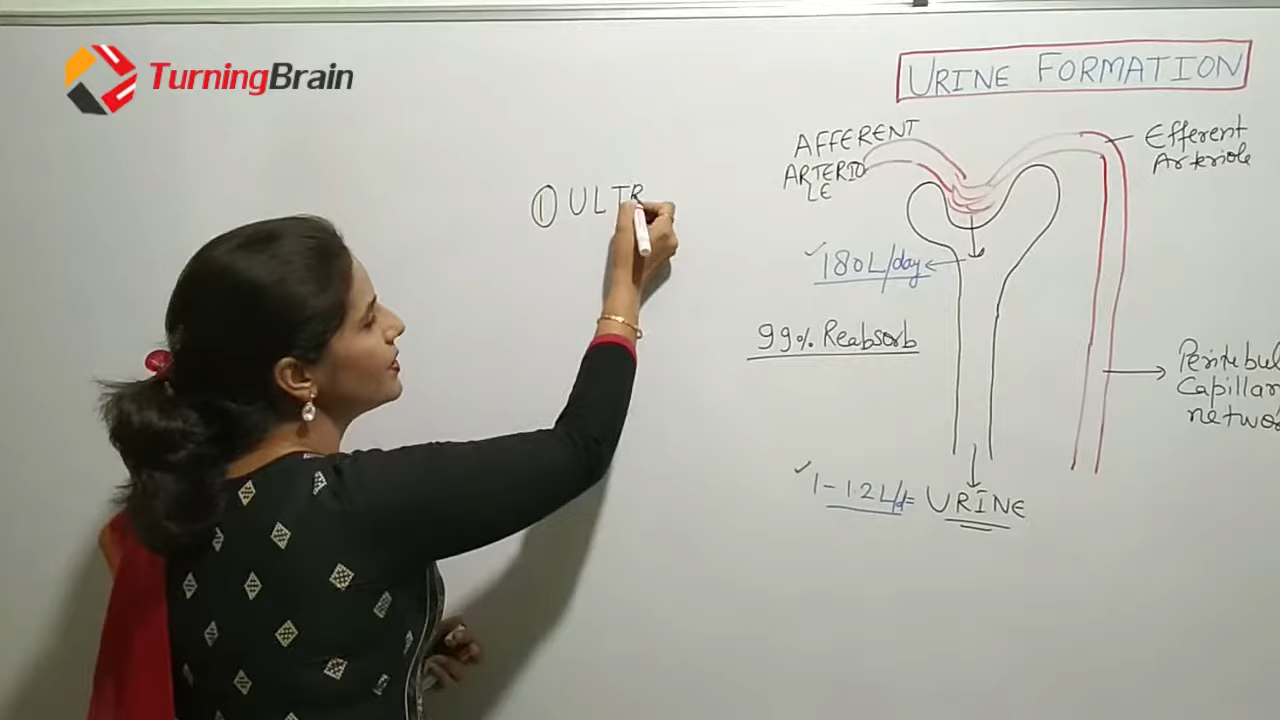 TurningBrain
URINE FORMATION
AFFERENT
ARTERIO
LE
Efferent
Arteriole
① ULTR
180L/day
99% Reabsorb
Peritebul
Capillar
netwo
1-1.2L/d= URINE